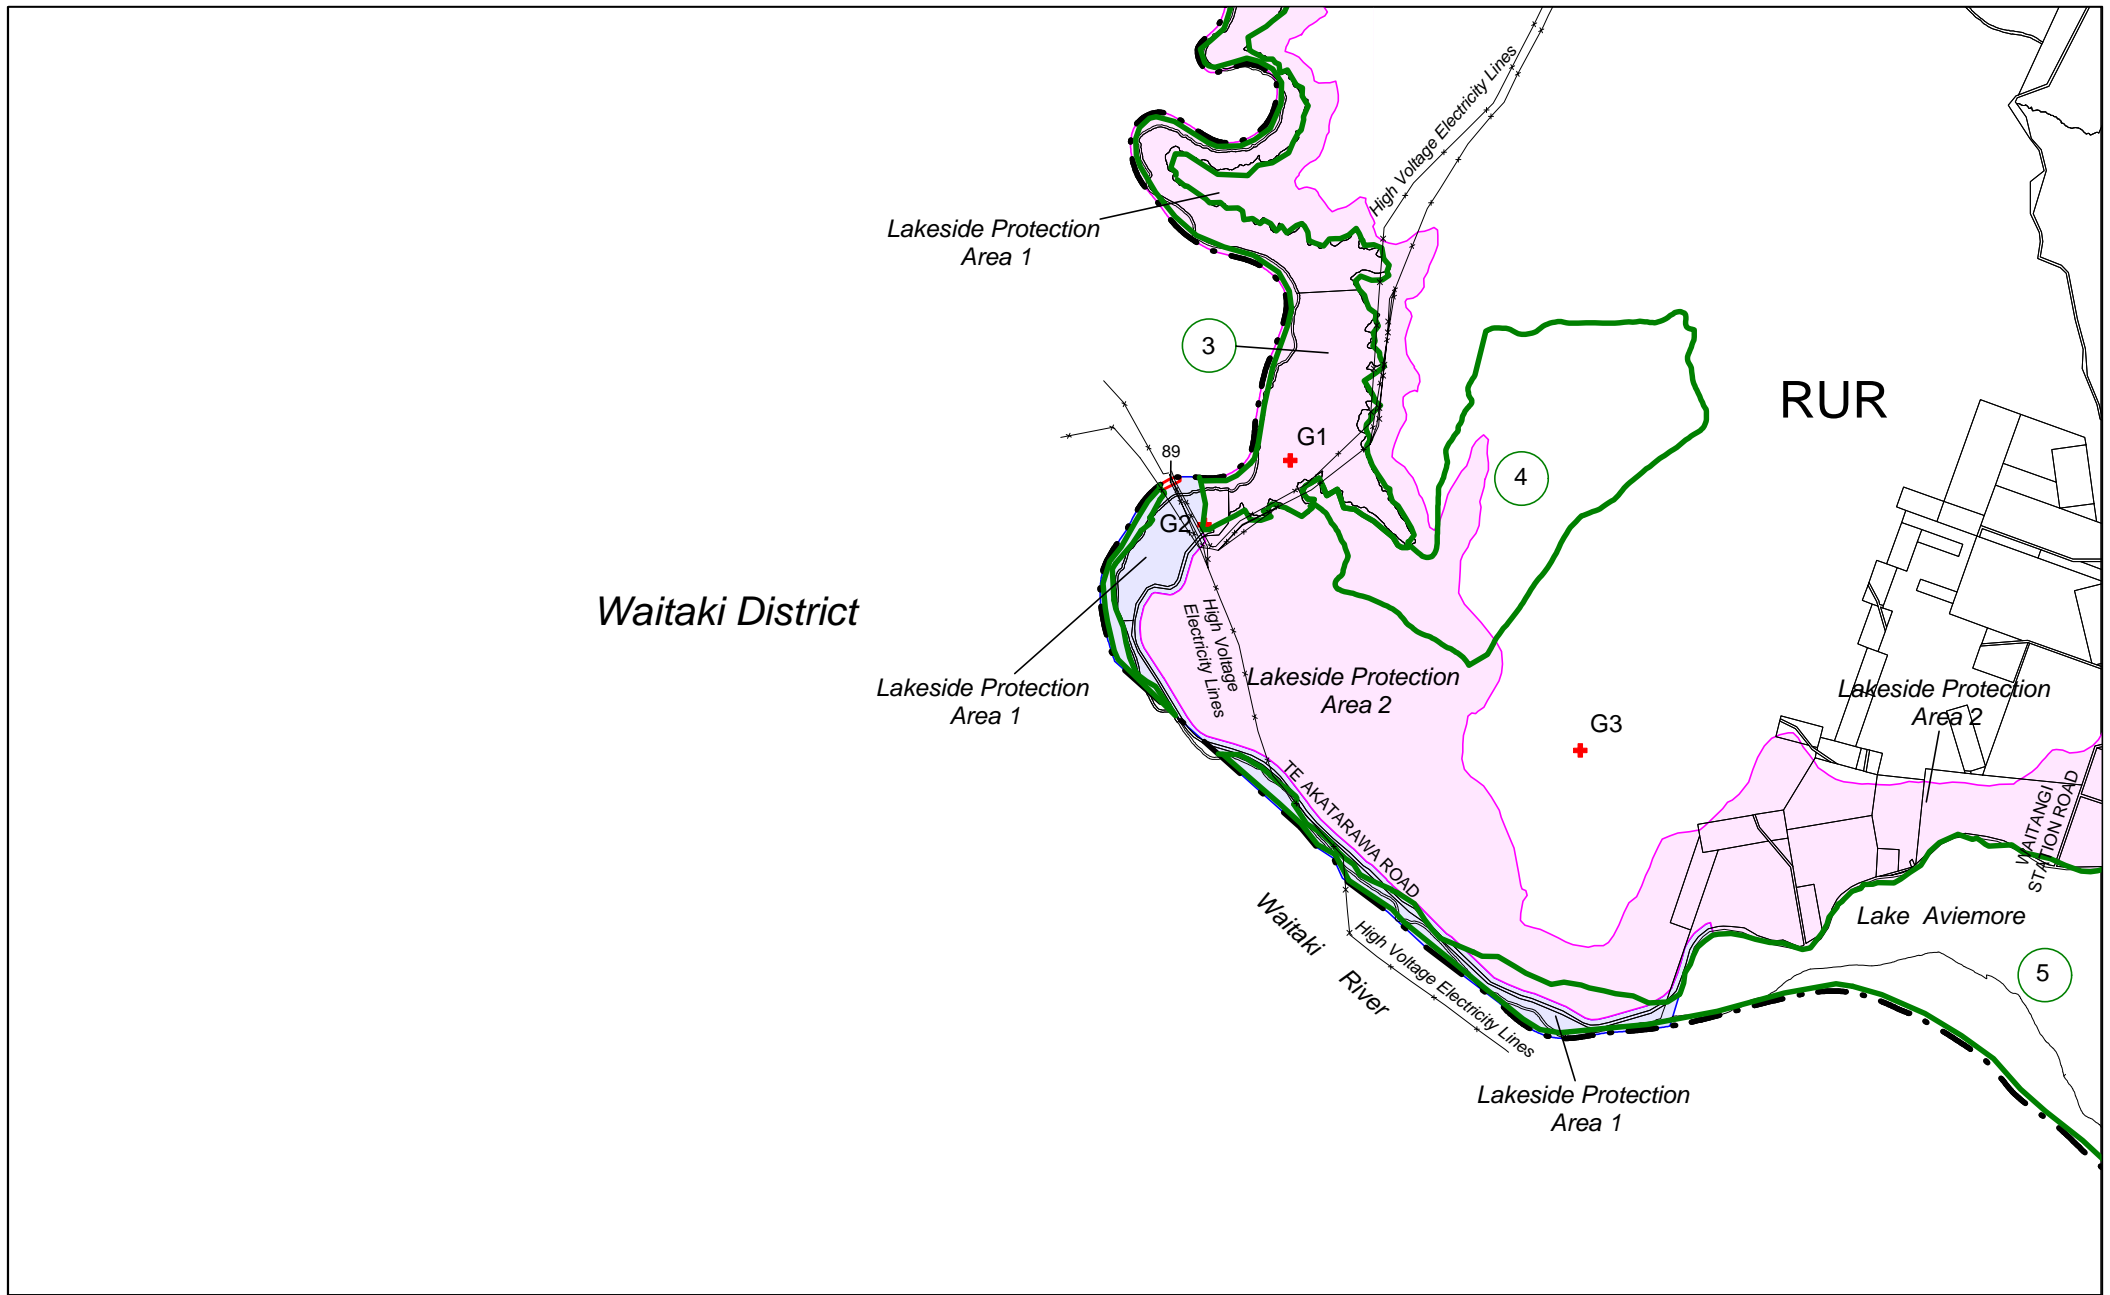 High Voltage Electricity Lines
Lakeside Protection
Area 1
3
RUR
G1
89
4
G2
Waitaki District
High Voltage
Electricity Lines
Lakeside Protection
Area 2
Lakeside Protection
Area 1
Lakeside Protection
Area 2
G3
TE AKATARAWA ROAD
WAITANGI
STATION ROAD
Waitaki River
Lake Aviemore
High Voltage Electricity Lines
5
Lakeside Protection
Area 1